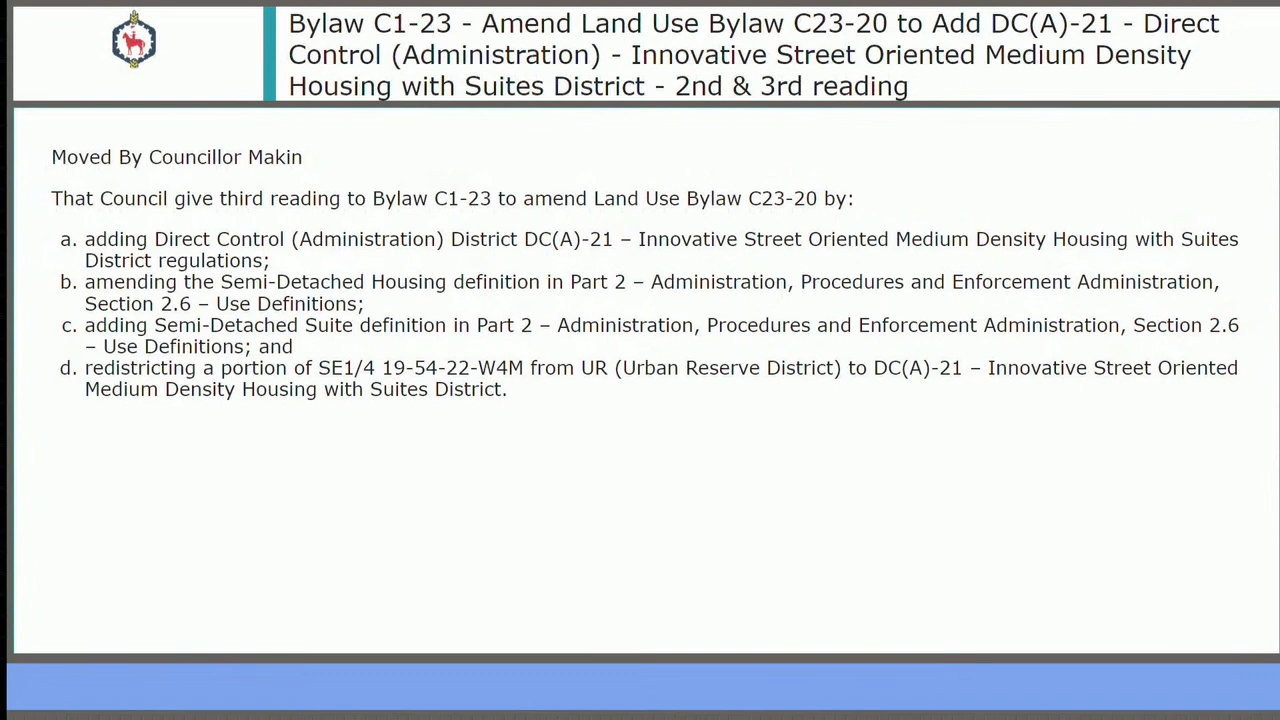 Bylaw C1-23 - Amend Land Use Bylaw C23-20 to Add DC(A)-21 - Direct
Control (Administration) - Innovative Street Oriented Medium Density
Housing with Suites District - 2nd & 3rd reading
Moved By Councillor Makin
That Council give third reading to Bylaw C1-23 to amend Land Use Bylaw C23-20 by:
a. adding Direct Control (Administration) District DC(A)-21 – Innovative Street Oriented Medium Density Housing with Suites
District regulations;
b. amending the Semi-Detached Housing definition in Part 2 – Administration, Procedures and Enforcement Administration,
Section 2.6 – Use Definitions;
c. adding Semi-Detached Suite definition in Part 2 – Administration, Procedures and Enforcement Administration, Section 2.6
– Use Definitions; and
d. redistricting a portion of SE1/4 19-54-22-W4M from UR (Urban Reserve District) to DC(A)-21 – Innovative Street Oriented
Medium Density Housing with Suites District.